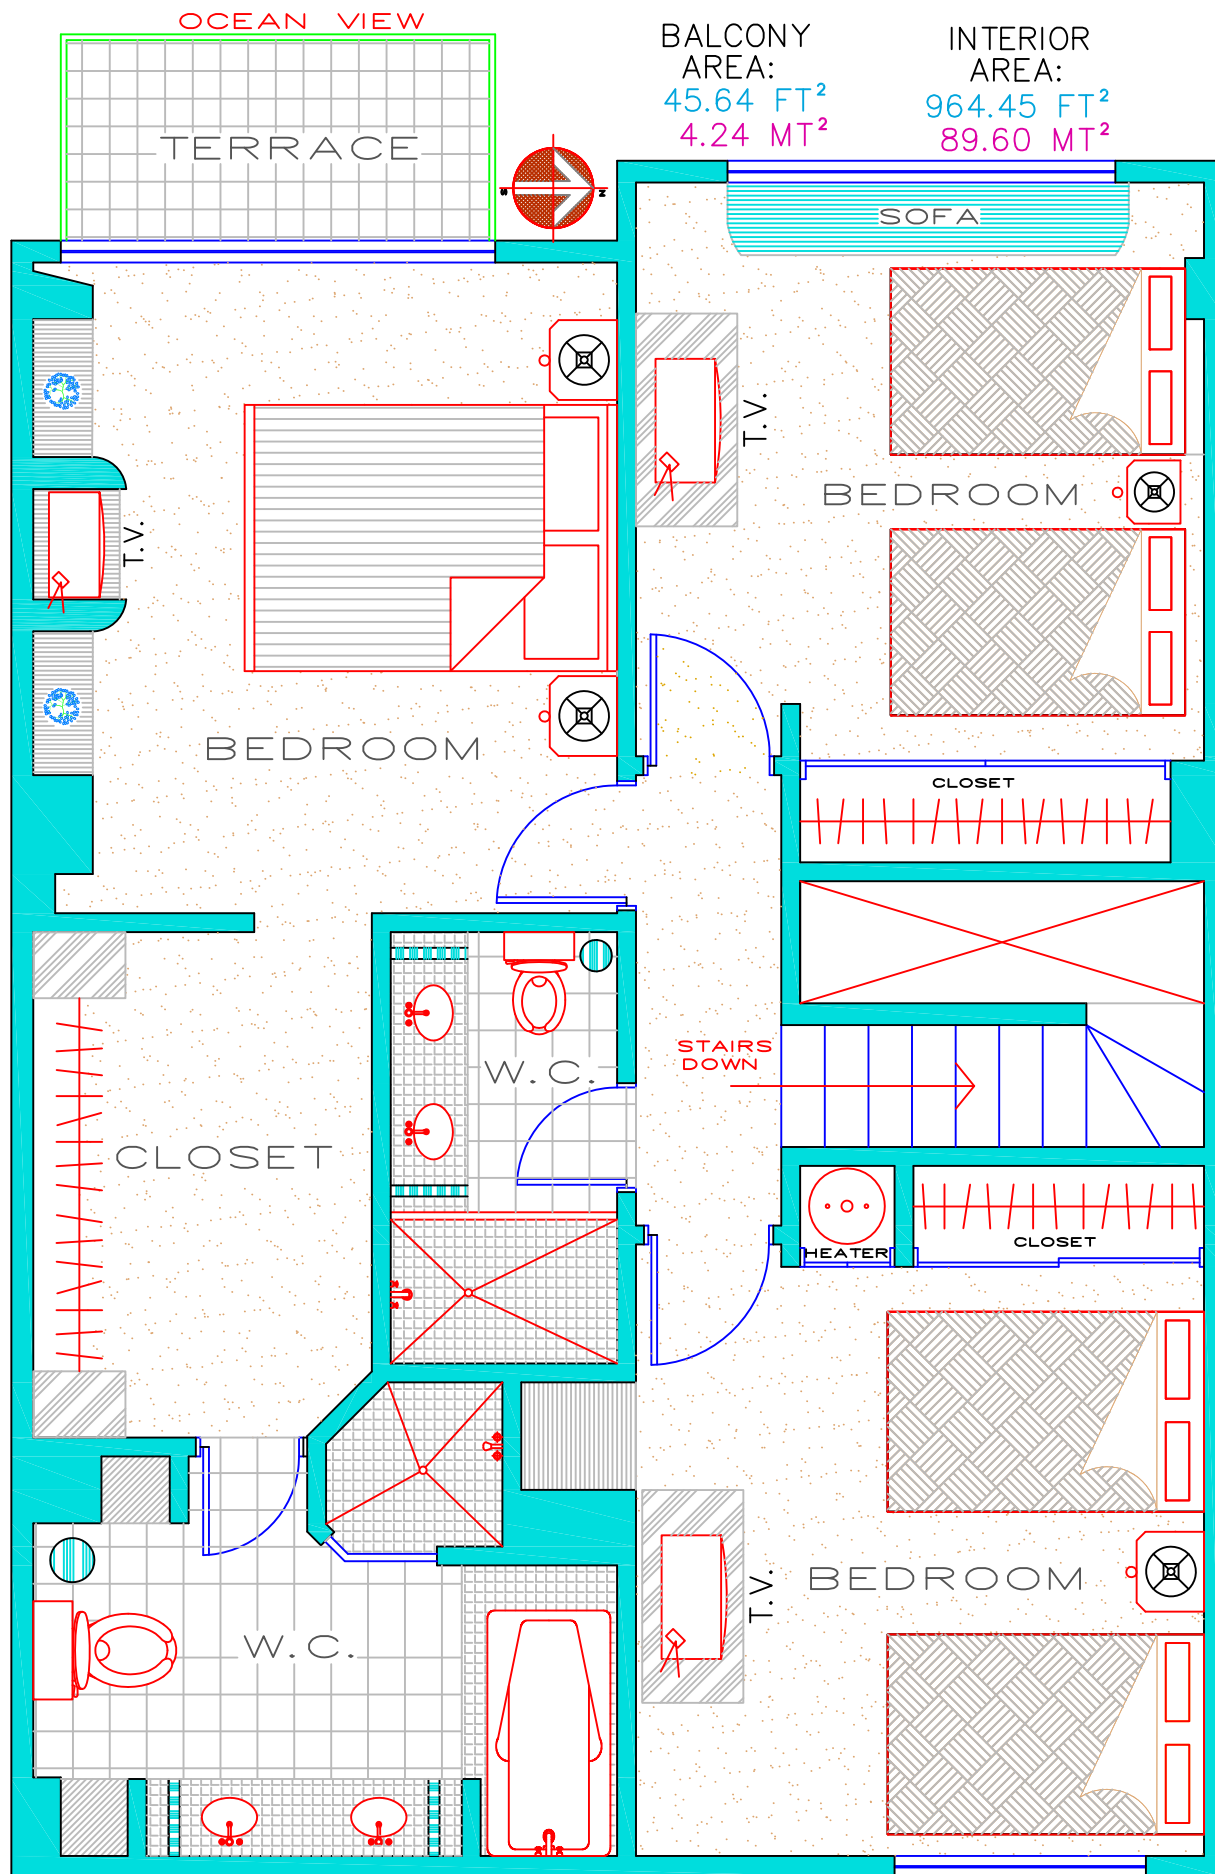 OCEAN VIEW
BALCONY
AREA:
45.64 FT²
4.24 MT²
INTERIOR
AREA:
964.45 FT²
89.60 MT²
TERRACE
S
N
SOFA
T.V.
BEDROOM
T.V.
BEDROOM
CLOSET
STAIRS
DOWN
W.C.
CLOSET
CLOSET
HEATER
BEDROOM
T.V.
W.C.